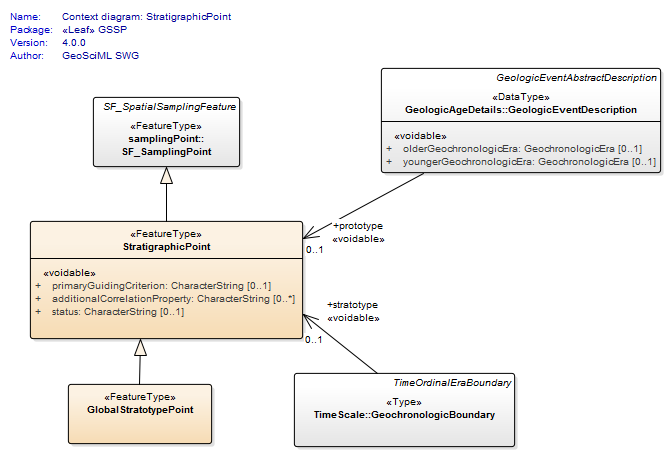 Name: Context diagram: StratigraphicPoint
Package: «Leaf» GSSP
Version: 4.0.0
Author: GeoSciML SWG
GeologicEventAbstractDescription
«DataType»
GeologicAgeDetails::GeologicEventDescription
«voidable»
+ olderGeochronologicEra: GeochronologicEra [0..1]
+ youngerGeochronologicEra: GeochronologicEra [0..1]
SF_SpatialSamplingFeature
«FeatureType»
samplingPoint::
SF_SamplingPoint
«FeatureType»
StratigraphicPoint
«voidable»
+ primaryGuidingCriterion: CharacterString [0..1]
+ additionalCorrelationProperty: CharacterString [0..*]
+ status: CharacterString [0..1]
+prototype
«voidable»
0..1
+stratotype
«voidable»
0..1
«FeatureType»
GlobalStratotypePoint
TimeOrdinalEraBoundary
«Type»
TimeScale::GeochronologicBoundary